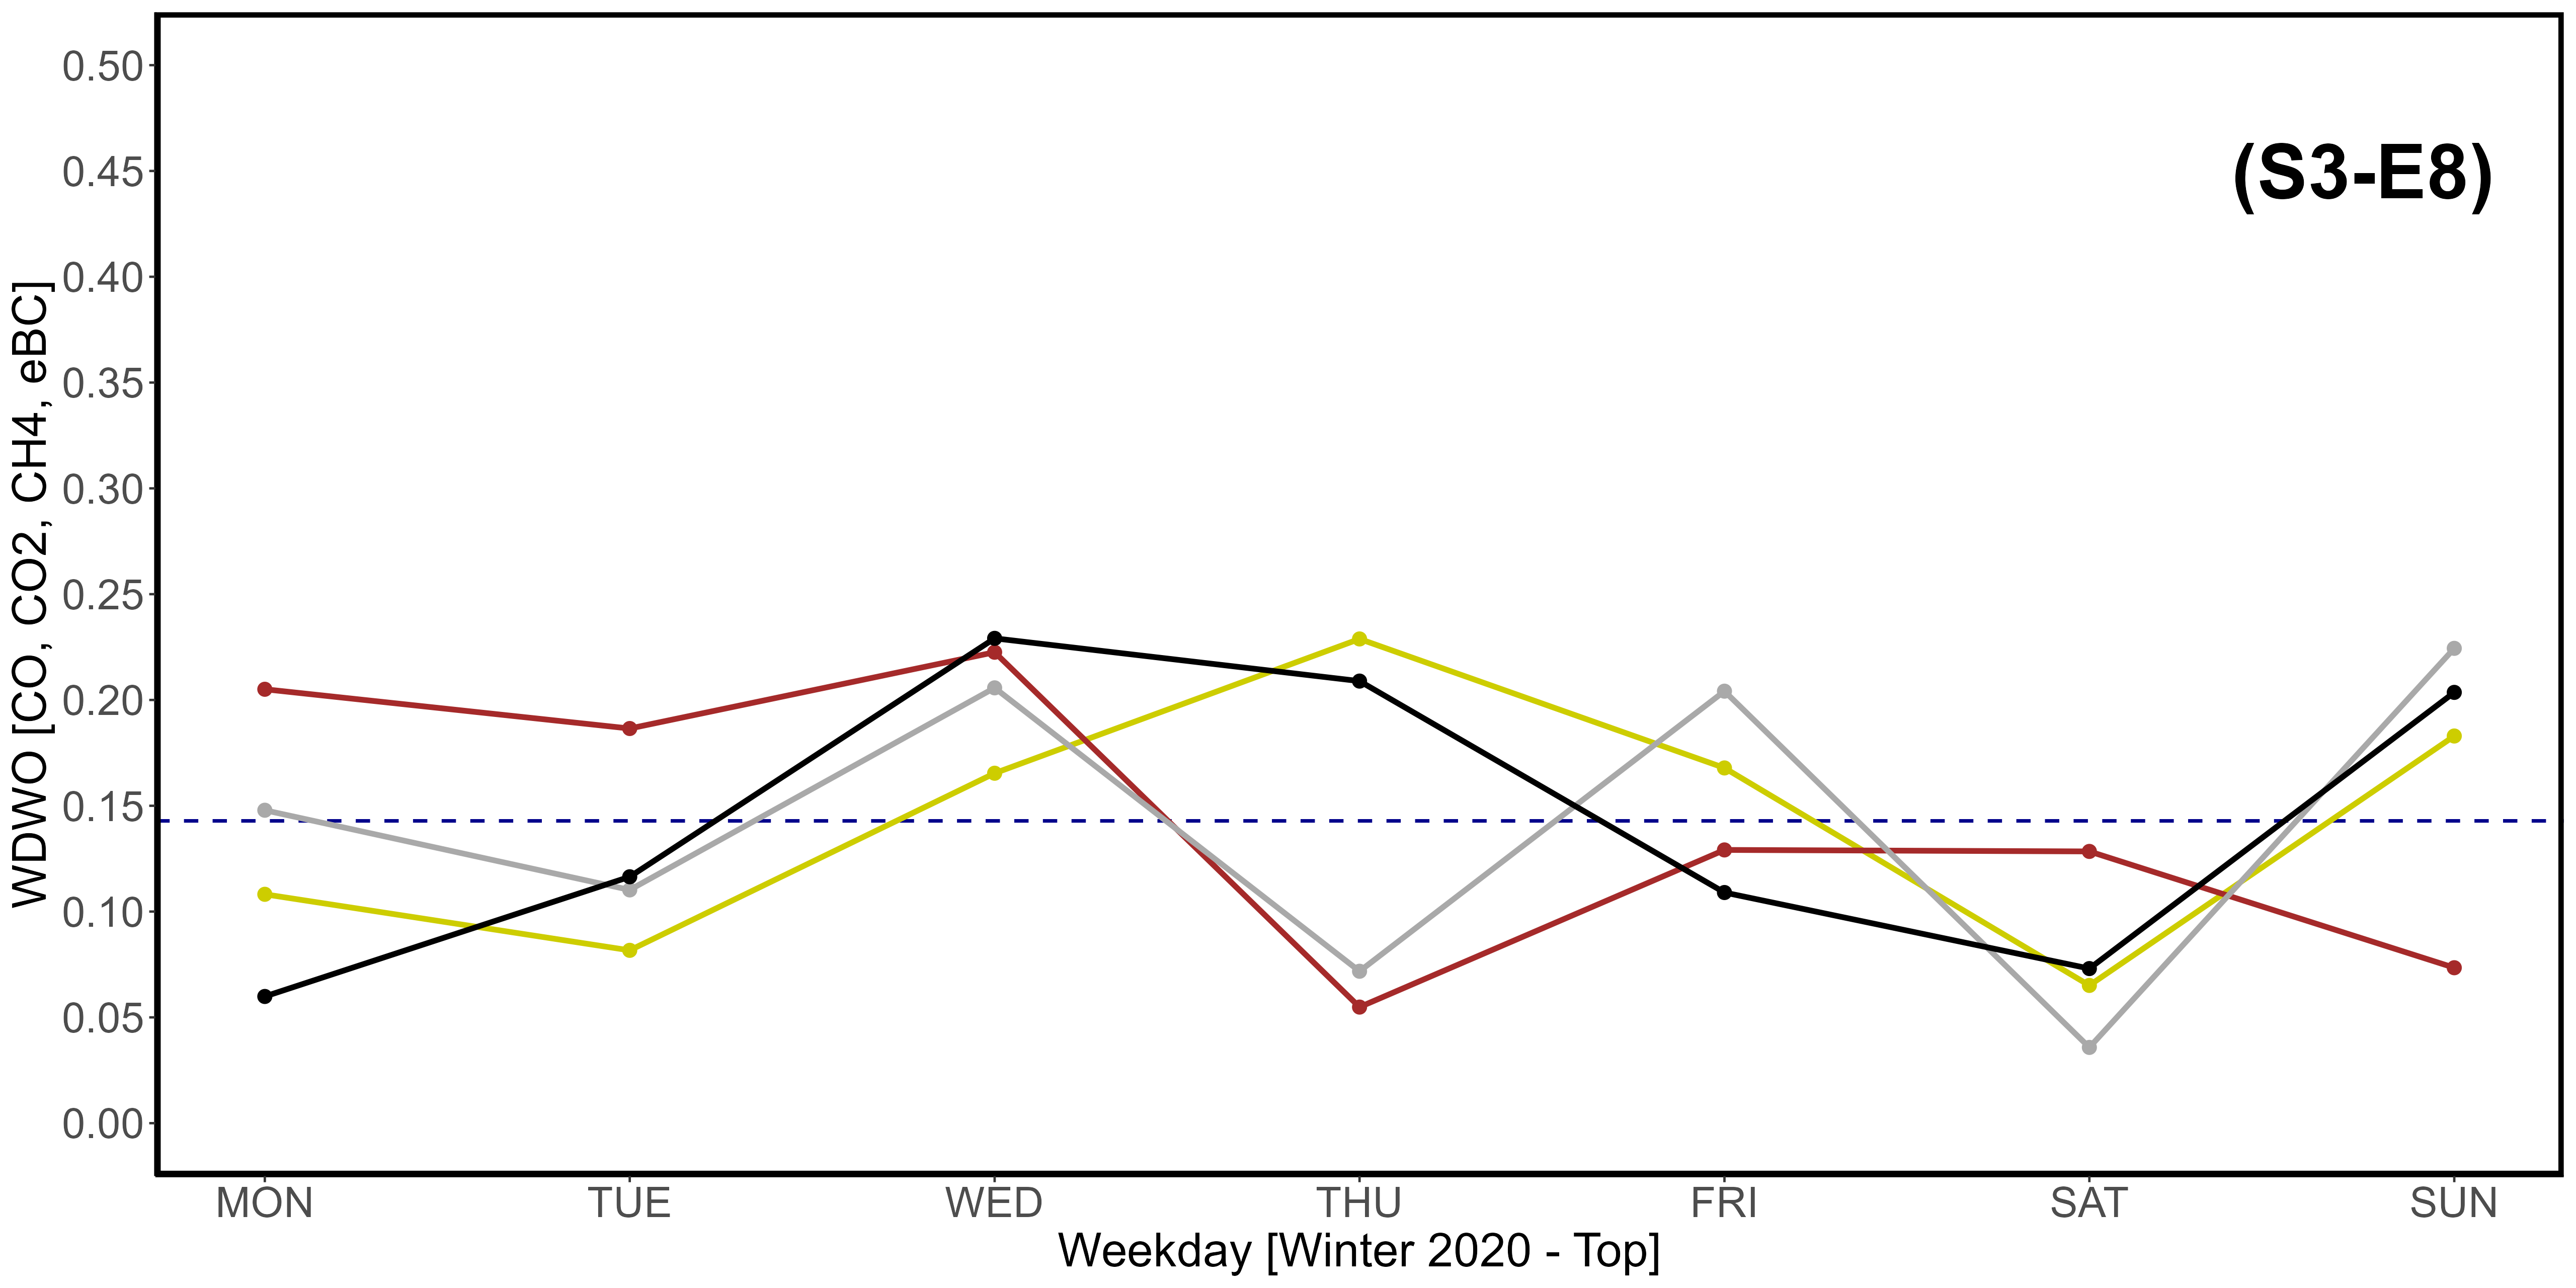 (S3-E8)
WDWO [CO, CO2, CH4, eBC]
0.50
0.45
0.40
0.35
0.30
0.25
0.20
0.15
0.10
0.05
0.00
MON TUE WED THU FRI SAT SUN
Weekday [Winter 2020 - Top]